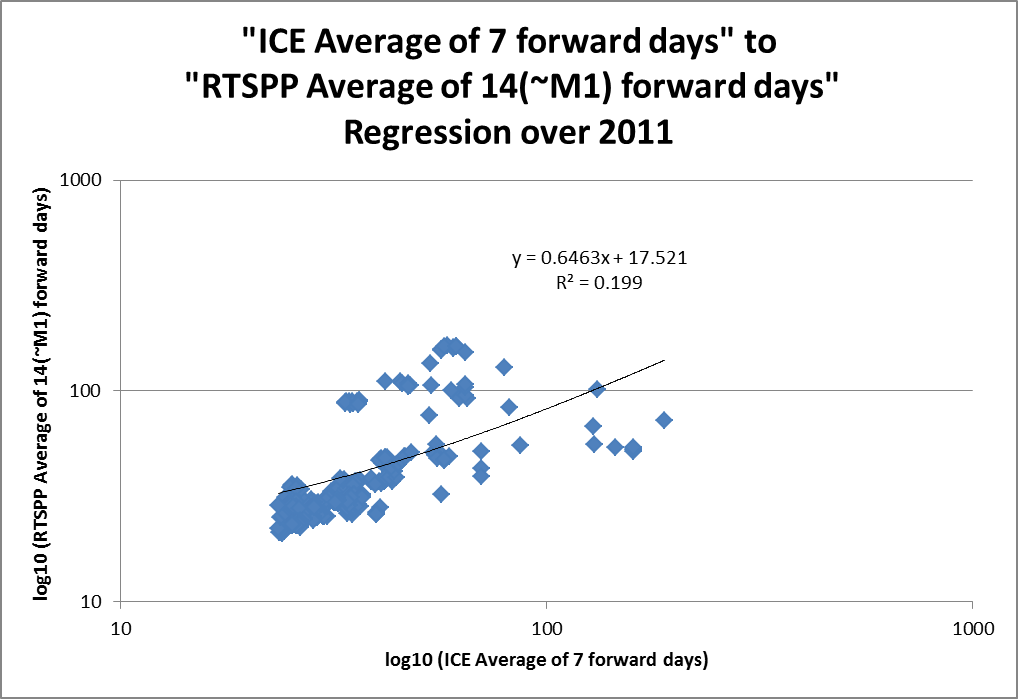 "ICE Average of 7 forward days" to
"RTSPP Average of 14(~M1) forward days"
Regression over 2011
1000
y = 0.6463x + 17.521
R² = 0.199
100
10
10
100
1000
log10 (RTSPP Average of 14(~M1) forward days)
log10 (ICE Average of 7 forward days)